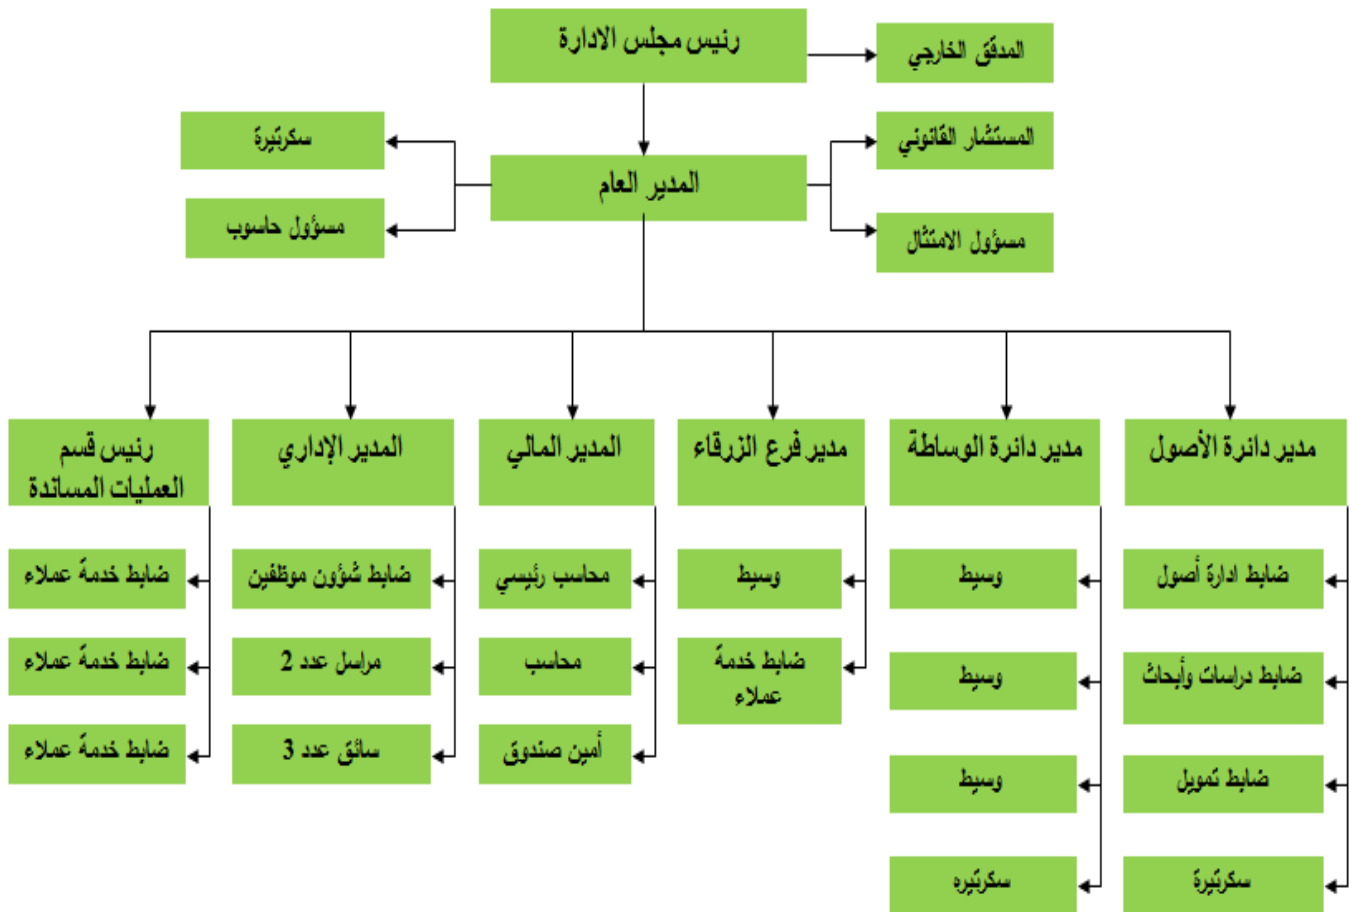 رئيس مجلس الادارة
المدقق الخارجي
المستشار القانوني
سكرتيرة
المدير العام
مسؤول الامتثال
مسؤول حاسوب
مدير دائرة الأصول
مدير دائرة الوساطة
مدير فرع الزرقاء
المدير المالي
المدير الإداري
رئيس قسم
العمليات المساندة
ضابط ادارة أصول
وسيط
وسيط
محاسب رئيسي
ضابط شؤون موظفين
ضابط خدمة عملاء
ضابط دراسات وأبحاث
وسيط
ضابط خدمة
عملاء
محاسب
مراسل عدد 2
ضابط خدمة عملاء
ضابط تمويل
وسيط
أمين صندوق
سائق عدد 3
ضابط خدمة عملاء
سكرتيرة
سكرتيره